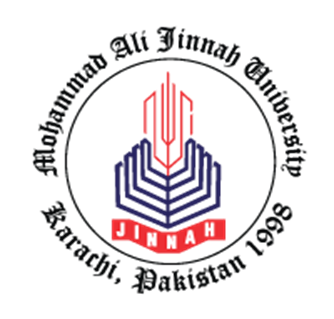 Mohammad Ali Jinnah University
JINNAH
Karachi, Pakistan 1998